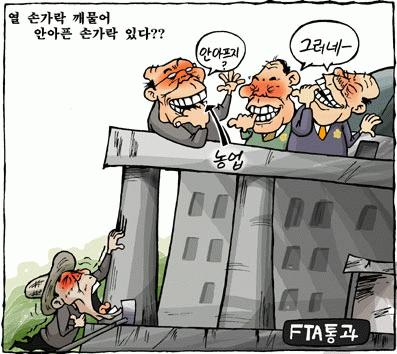 열 손가락 깨물어
안아픈 손가락 있다??
안아프지?
그러네~
농업
FTA통과